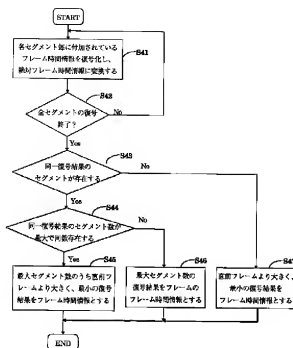 START
S41
各セグメント毎に付加されている
フレーム時間情報を復号化し、
絶対フレーム時間情報に変換する
S42
全セグメントの復号
終了？
No
Yes
S43
同一復号結果の
セグメントが存在する
No
Yes
S44
同一復号結果のセグメント数が
最大で同数存在する
No
Yes
S45
最大セグメント数のうち直前
フレームより大きく、最小の復号
結果をフレーム時間情報とする
S46
最大セグメント数の
復号結果をフレームの
フレーム時間情報とする
S47
直前フレームより大きく、
最小の復号結果を
フレーム時間情報とする
END